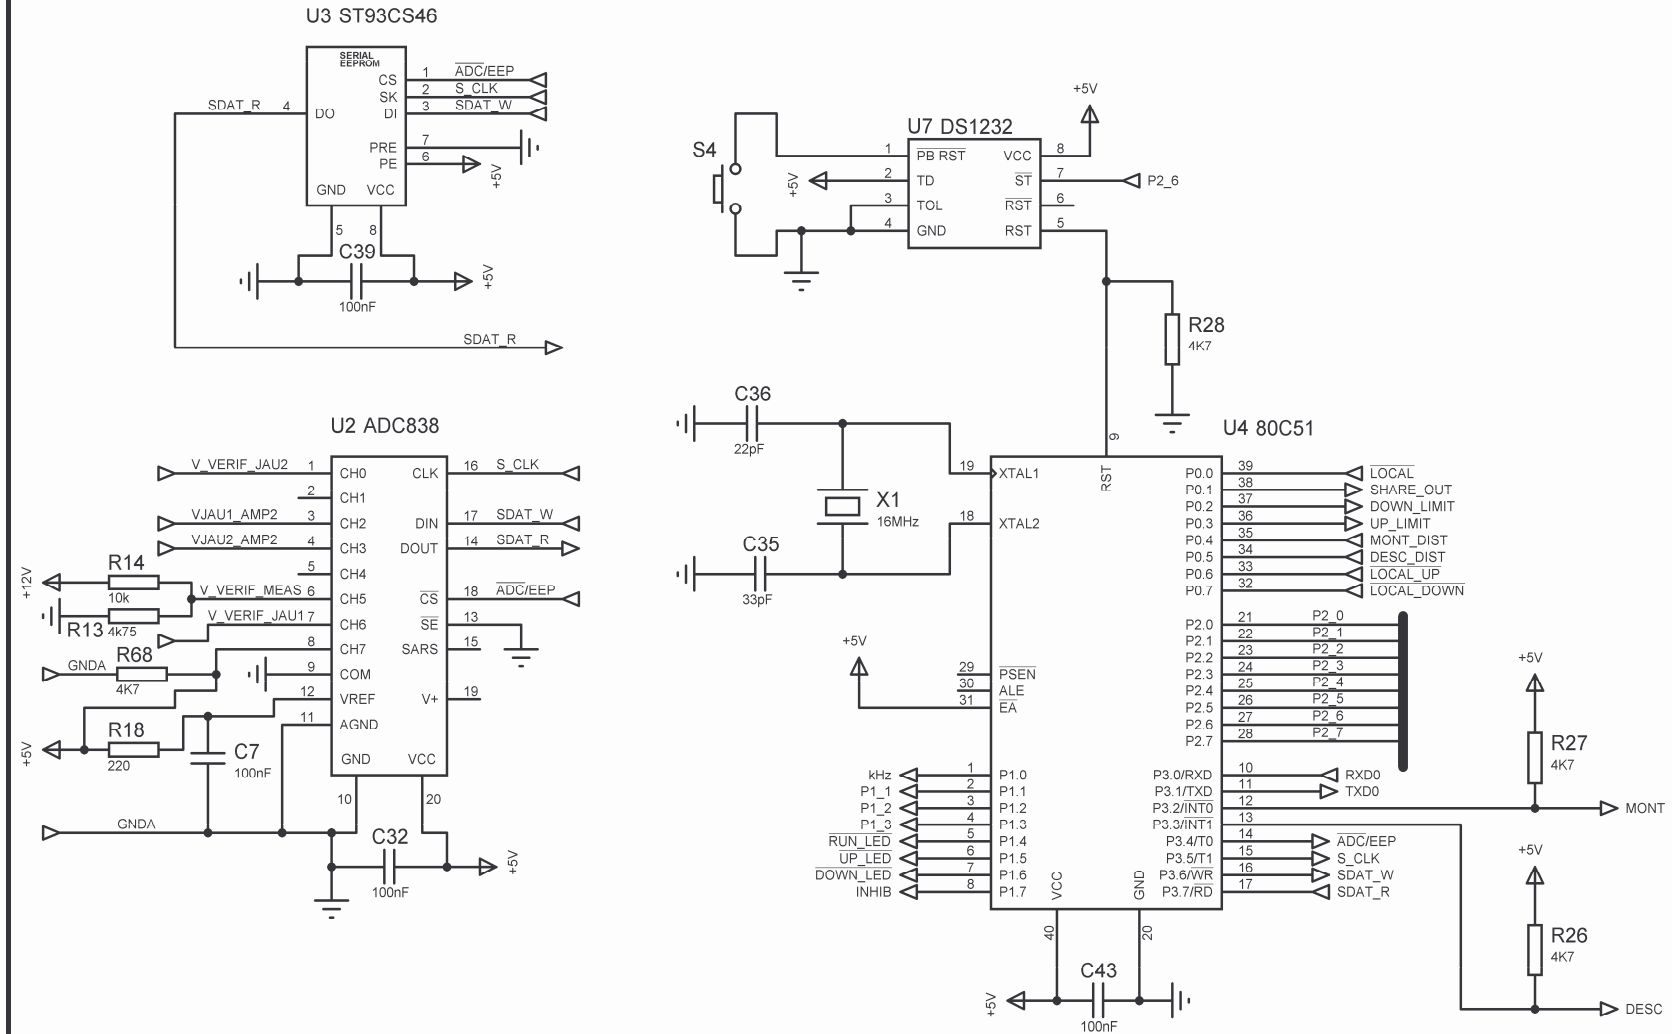 U3 ST93CS46
SERIAL
EEPROM
CS 1 ADC/EEP
SK 2 S_CLK
SDAT_R 4 DO DI 3 SDAT_W
PRE 7
PE 6
+5V
GND VCC
5 8
C39
+5V
100nF
SDAT_R
U2 ADC838
V_VERIF_JAU2 1 CH0 CLK 16 S_CLK
2 CH1
VJAU1_AMP2 3 CH2 DIN 17 SDAT_W
VJAU2_AMP2 4 CH3 DOUT 14 SDAT_R
R14 5 CH4
+12V
10k
V_VERIF_MEAS 6 CH5 CS 18 ADC/EEP
R13 4k75
V_VERIF_JAU1 7 CH6 SE 13
8 CH7 SARS 15
GNDA R68
4K7
9 COM
12 VREF V+ 19
11 AGND
+5V
R18
220
C7
100nF
GND VCC
10 20
GNDA
C32
+5V
100nF
+5V
U7 DS1232
S4
1 PB RST VCC 8
+5V
2 TD ST 7 P2_6
3 TOL RST 6
4 GND RST 5
R28
4K7
C36
22pF
X1
16MHz
C35
33pF
U4 80C51
9
RST
19 XTAL1 P0.0 39 LOCAL
P0.1 38 SHARE_OUT
P0.2 37 DOWN_LIMIT
18 XTAL2 P0.3 36 UP_LIMIT
P0.4 35 MONT_DIST
P0.5 34 DESC_DIST
P0.6 33 LOCAL_UP
P0.7 32 LOCAL_DOWN
P2.0 21 P2_0
P2.1 22 P2_1
+5V
P2.2 23 P2_2
29 PSEN P2.3 24 P2_3
30 ALE P2.4 25 P2_4
31 EA P2.5 26 P2_5
P2.6 27 P2_6
P2.7 28 P2_7
+5V
R27
4K7
kHz 1 P1.0 P3.0/RXD 10 RXD0
P1_1 2 P1.1 P3.1/TXD 11 TXD0
P1_2 3 P1.2 P3.2/INT0 12 MONT
P1_3 4 P1.3 P3.3/INT1 13
RUN_LED 5 P1.4 P3.4/T0 14 ADC/EEP
UP_LED 6 P1.5 P3.5/T1 15 S_CLK
DOWN_LED 7 P1.6 P3.6/WR 16 SDAT_W
INHIB 8 P1.7 P3.7/RD 17 SDAT_R
VCC GND
40 20
+5V
R26
4K7
C43
+5V
100nF
DESC